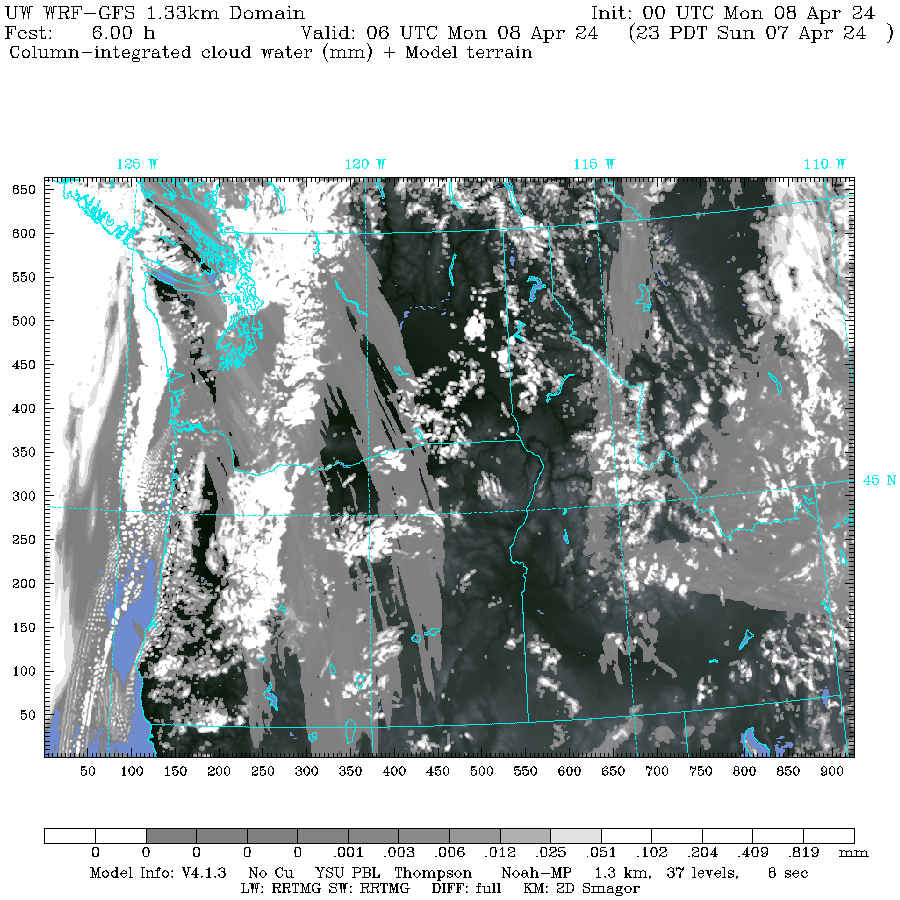 UW WRF-GFS 1.33km Domain Init: 00 UTC Mon 08 Apr 24
Fcst: 6.00 h Valid: 06 UTC Mon 08 Apr 24 (23 PDT Sun 07 Apr 24 )
Column-integrated cloud water (mm) + Model terrain
125 W 120 W 115 W 110 W
650
600
550
500
450
400
350
45 N
300
250
200
150
100
50
50 100 150 200 250 300 350 400 450 500 550 600 650 700 750 800 850 900
0 0 0 0 0 .001 .003 .006 .012 .025 .051 .102 .204 .409 .819 mm
Model Info: V4.1.3 No Cu YSU PBL Thompson Noah-MP 1.3 km, 37 levels, 8 sec
LW: RRTMG SW: RRTMG DIFF: full KM: 2D Smagor